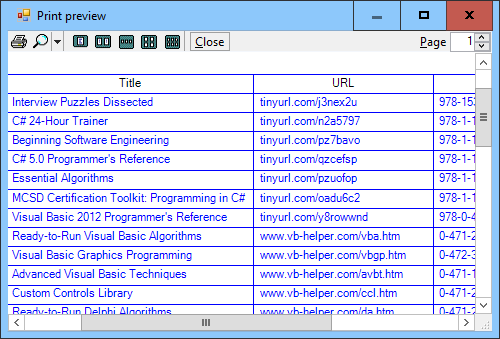 Print preview
Close Page 1
Title URL
Interview Puzzles Dissected tinyurl.com/j3nex2u 978-153
C# 24-Hour Trainer tinyurl.com/n2a5797 978-1-1
Beginning Software Engineering tinyurl.com/pz7bavo 978-1-1
C# 5.0 Programmer's Reference tinyurl.com/qzcefsp 978-1-1
Essential Algorithms tinyurl.com/pzuofop 978-1-1
MCSD Certification Toolkit: Programming in C# tinyurl.com/oadu6c2 978-1-1
Visual Basic 2012 Programmer's Reference tinyurl.com/y8rowwnd 978-0-4
Ready-to-Run Visual Basic Algorithms www.vb-helper.com/vba.htm 0-471-2
Visual Basic Graphics Programming www.vb-helper.com/vbgp.htm 0-472-3
Advanced Visual Basic Techniques www.vb-helper.com/avbt.htm 0-471-1
Custom Controls Library www.vb-helper.com/ccl.htm 0-471-2
Ready-to-Run Delphi Algorithms www.vb-helper.com/da.htm 0-471-2